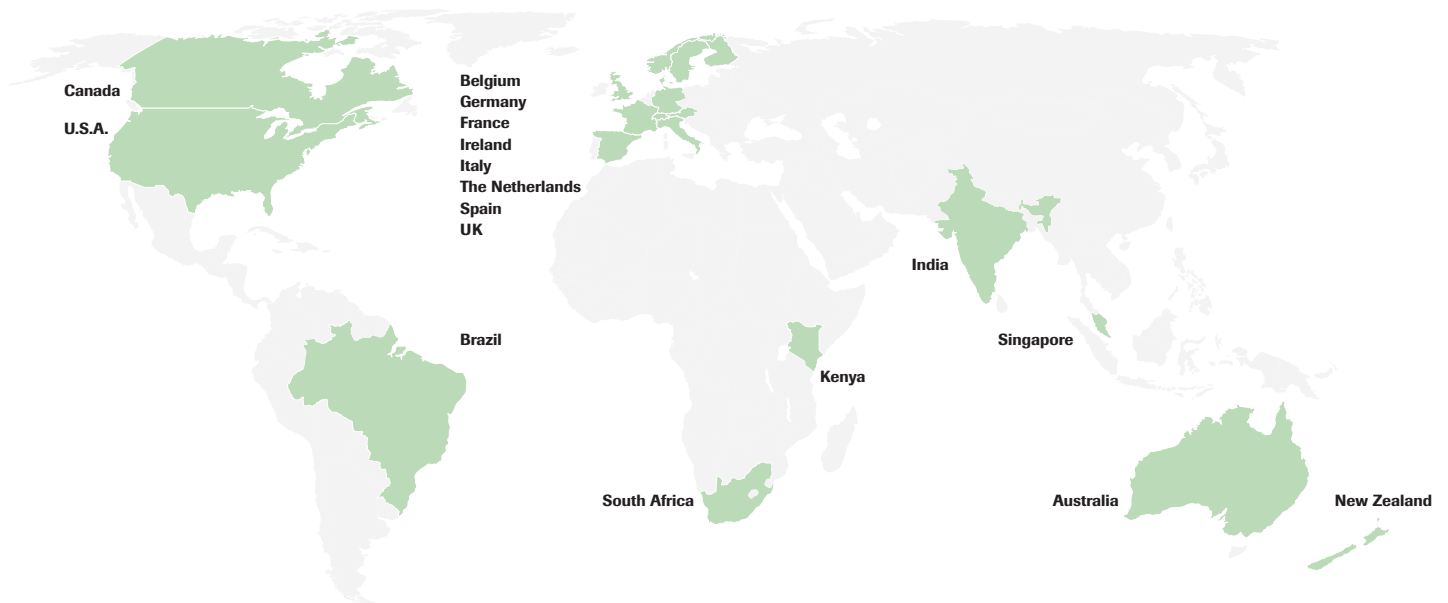 Canada
U.S.A.
Belgium
Germany
France
Ireland
Italy
The Netherlands
Spain
UK
India
Brazil
Singapore
Kenya
South Africa
Australia
New Zealand